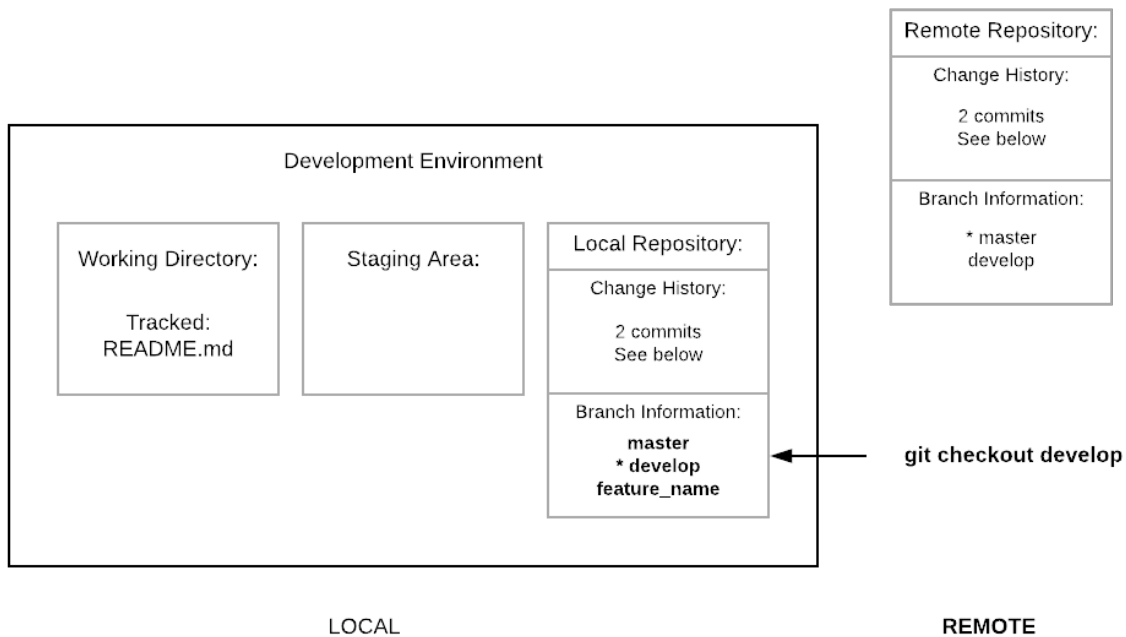 Remote Repository:
Change History:
2 commits
See below
Branch Information:
* master
develop
Development Environment
Working Directory:
Tracked:
README.md
Staging Area:
Local Repository:
Change History:
2 commits
See below
Branch Information:
master
* develop
feature_name
git checkout develop
LOCAL
REMOTE